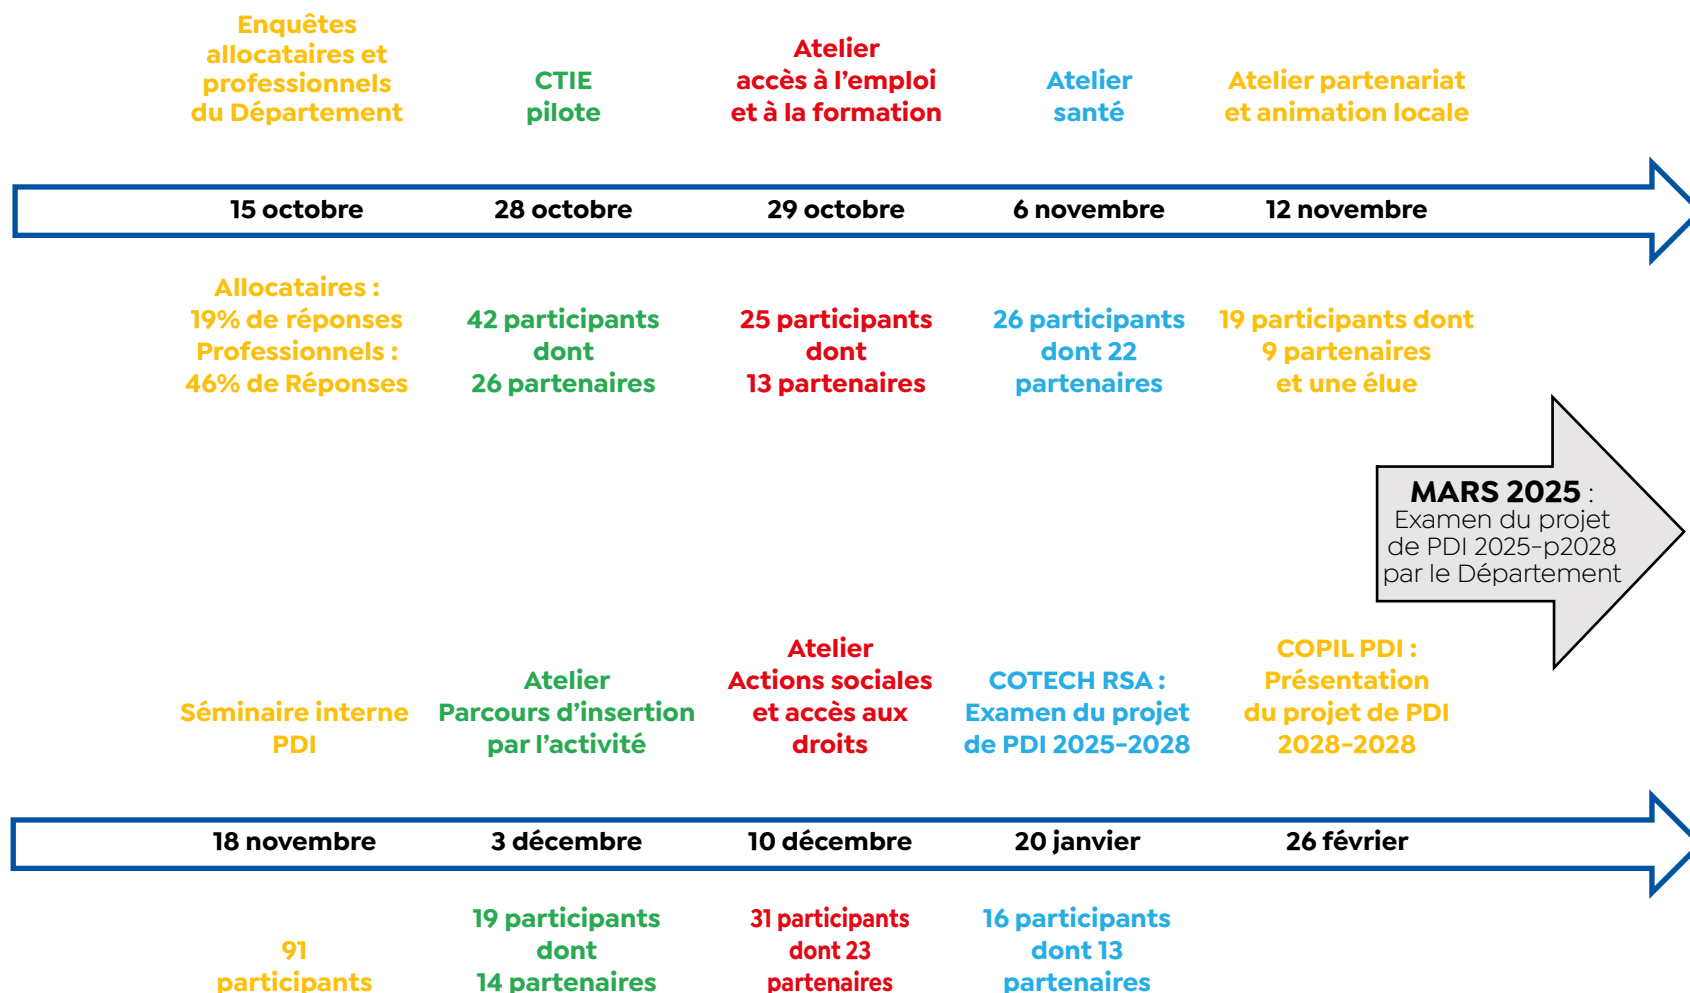 Enquêtes
allocataires et
professionnels
du Département
CTIE
pilote
Atelier
accès à l'emploi
et à la formation
Atelier
santé
Atelier partenariat
et animation locale
15 octobre
28 octobre
29 octobre
6 novembre
12 novembre
Allocataires :
19% de réponses
Professionnels :
46% de Réponses
42 participants
dont
26 partenaires
25 participants
dont
13 partenaires
26 participants
dont 22
partenaires
19 participants dont
9 partenaires
et une élue
MARS 2025 :
Examen du projet
de PDI 2025-p2028
par le Département
Séminaire interne
PDI
Atelier
Parcours d'insertion
par l'activité
Atelier
Actions sociales
et accès aux
droits
COTECH RSA :
Examen du projet
de PDI 2025-2028
COPIL PDI :
Présentation
du projet de PDI
2028-2028
18 novembre
3 décembre
10 décembre
20 janvier
26 février
91
participants
19 participants
dont
14 partenaires
31 participants
dont 23
partenaires
16 participants
dont 13
partenaires